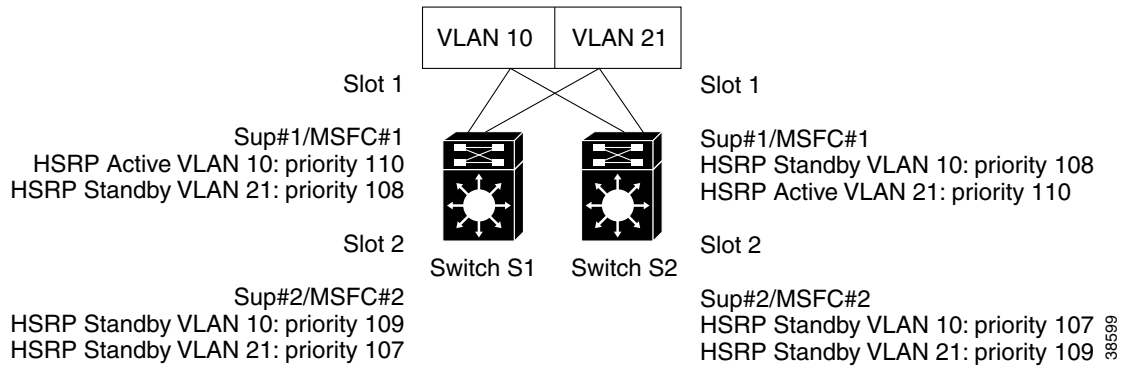 VLAN 10 VLAN 21
Slot 1
Sup#1/MSFC#1
HSRP Active VLAN 10: priority 110
HSRP Standby VLAN 21: priority 108
Slot 2
Sup#2/MSFC#2
HSRP Standby VLAN 10: priority 109
HSRP Standby VLAN 21: priority 107
Switch S1 Switch S2
Slot 1
Sup#1/MSFC#1
HSRP Standby VLAN 10: priority 108
HSRP Active VLAN 21: priority 110
Slot 2
Sup#2/MSFC#2
HSRP Standby VLAN 10: priority 107
HSRP Standby VLAN 21: priority 109
38599